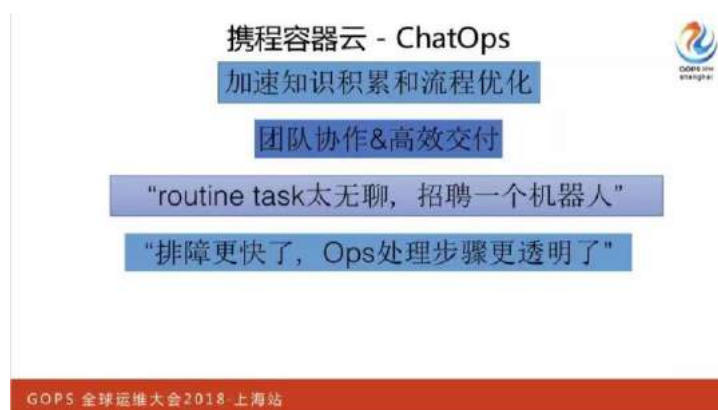 携程容器云 - ChatOps
加速知识积累和流程优化
团队协作&高效交付
“routine task太无聊，招聘一个机器人”
“排障更快了，Ops处理步骤更透明了”
GOPS 2018
shanghai
GOPS 全球运维大会2018·上海站